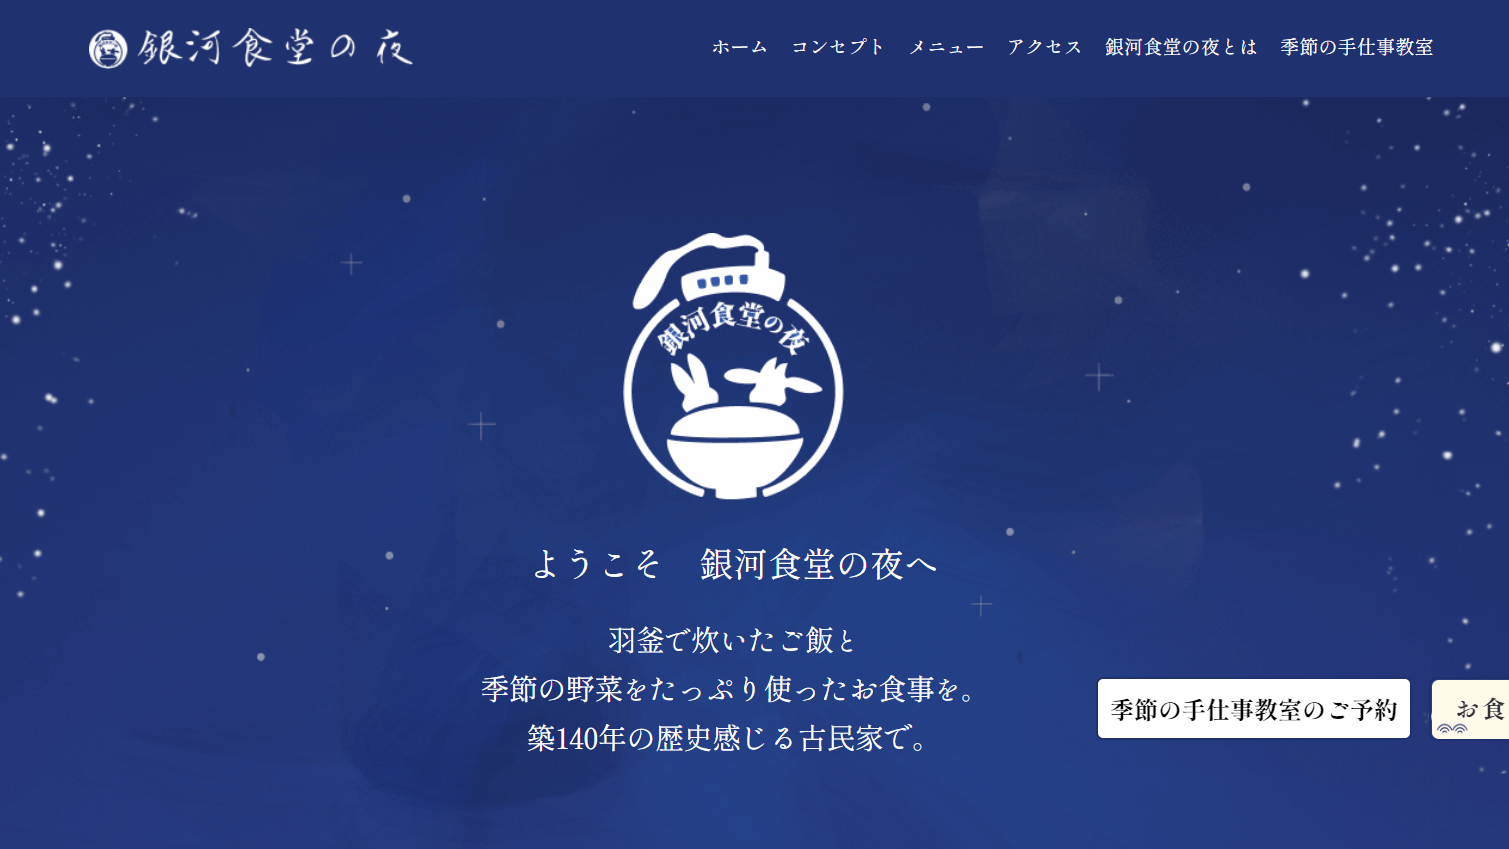 銀河食堂の夜
ホーム コンセプト メニュー アクセス 銀河食堂の夜とは 季節の手仕事教室
銀河食堂の夜
ようこそ　銀河食堂の夜へ
羽釜で炊いたご飯と
季節の野菜をたっぷり使ったお食事を。
築140年の歴史感じる古民家で。
季節の手仕事教室のご予約
お食